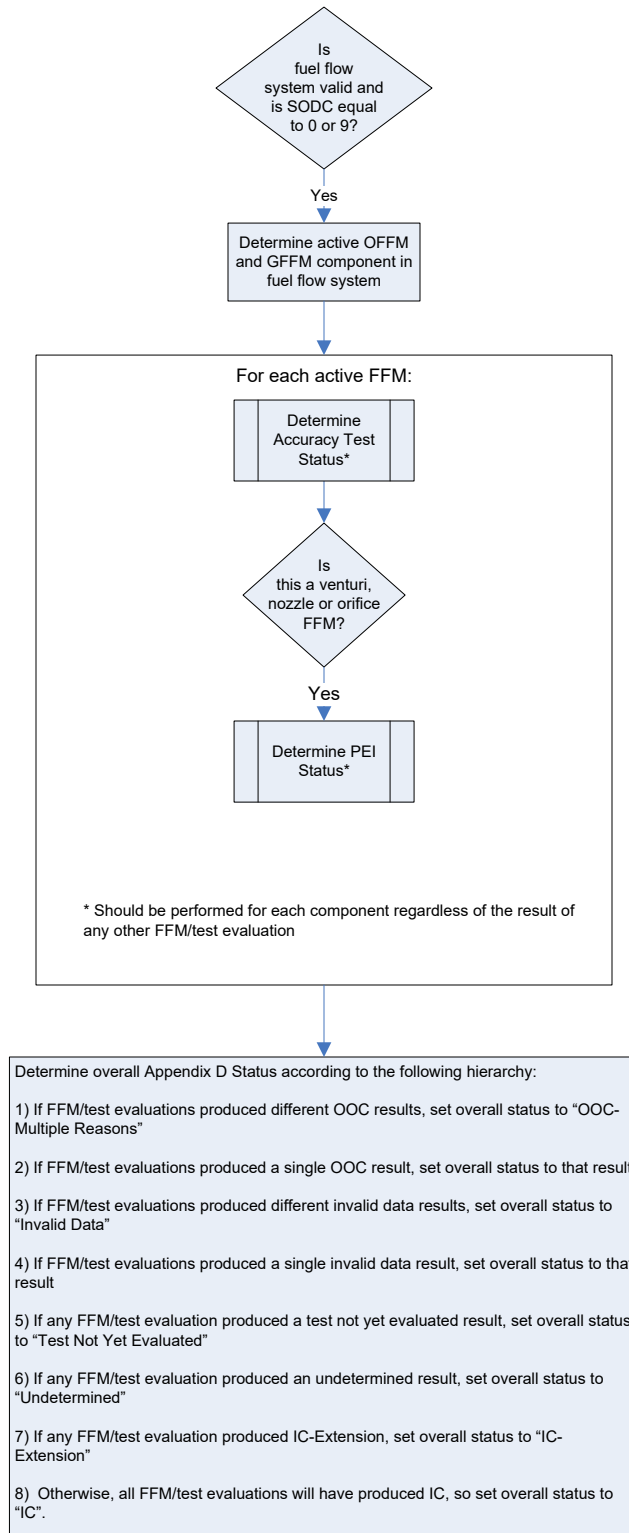 Is
fuel flow
system valid and
is SODC equal
to 0 or 9?
Yes
Determine active OFFM
and GFFM component in
fuel flow system
For each active FFM:
Determine
Accuracy Test
Status*
Is
this a venturi,
nozzle or orifice
FFM?
Yes
Determine PEI
Status*
* Should be performed for each component regardless of the result of
any other FFM/test evaluation
Determine overall Appendix D Status according to the following hierarchy:
1) If FFM/test evaluations produced different OOC results, set overall status to “OOC-
Multiple Reasons”
2) If FFM/test evaluations produced a single OOC result, set overall status to that result
3) If FFM/test evaluations produced different invalid data results, set overall status to
“Invalid Data”
4) If FFM/test evaluations produced a single invalid data result, set overall status to that
result
5) If any FFM/test evaluation produced a test not yet evaluated result, set overall status
to “Test Not Yet Evaluated”
6) If any FFM/test evaluation produced an undetermined result, set overall status to
“Undetermined”
7) If any FFM/test evaluation produced IC-Extension, set overall status to “IC-
Extension”
8) Otherwise, all FFM/test evaluations will have produced IC, so set overall status to
“IC”.